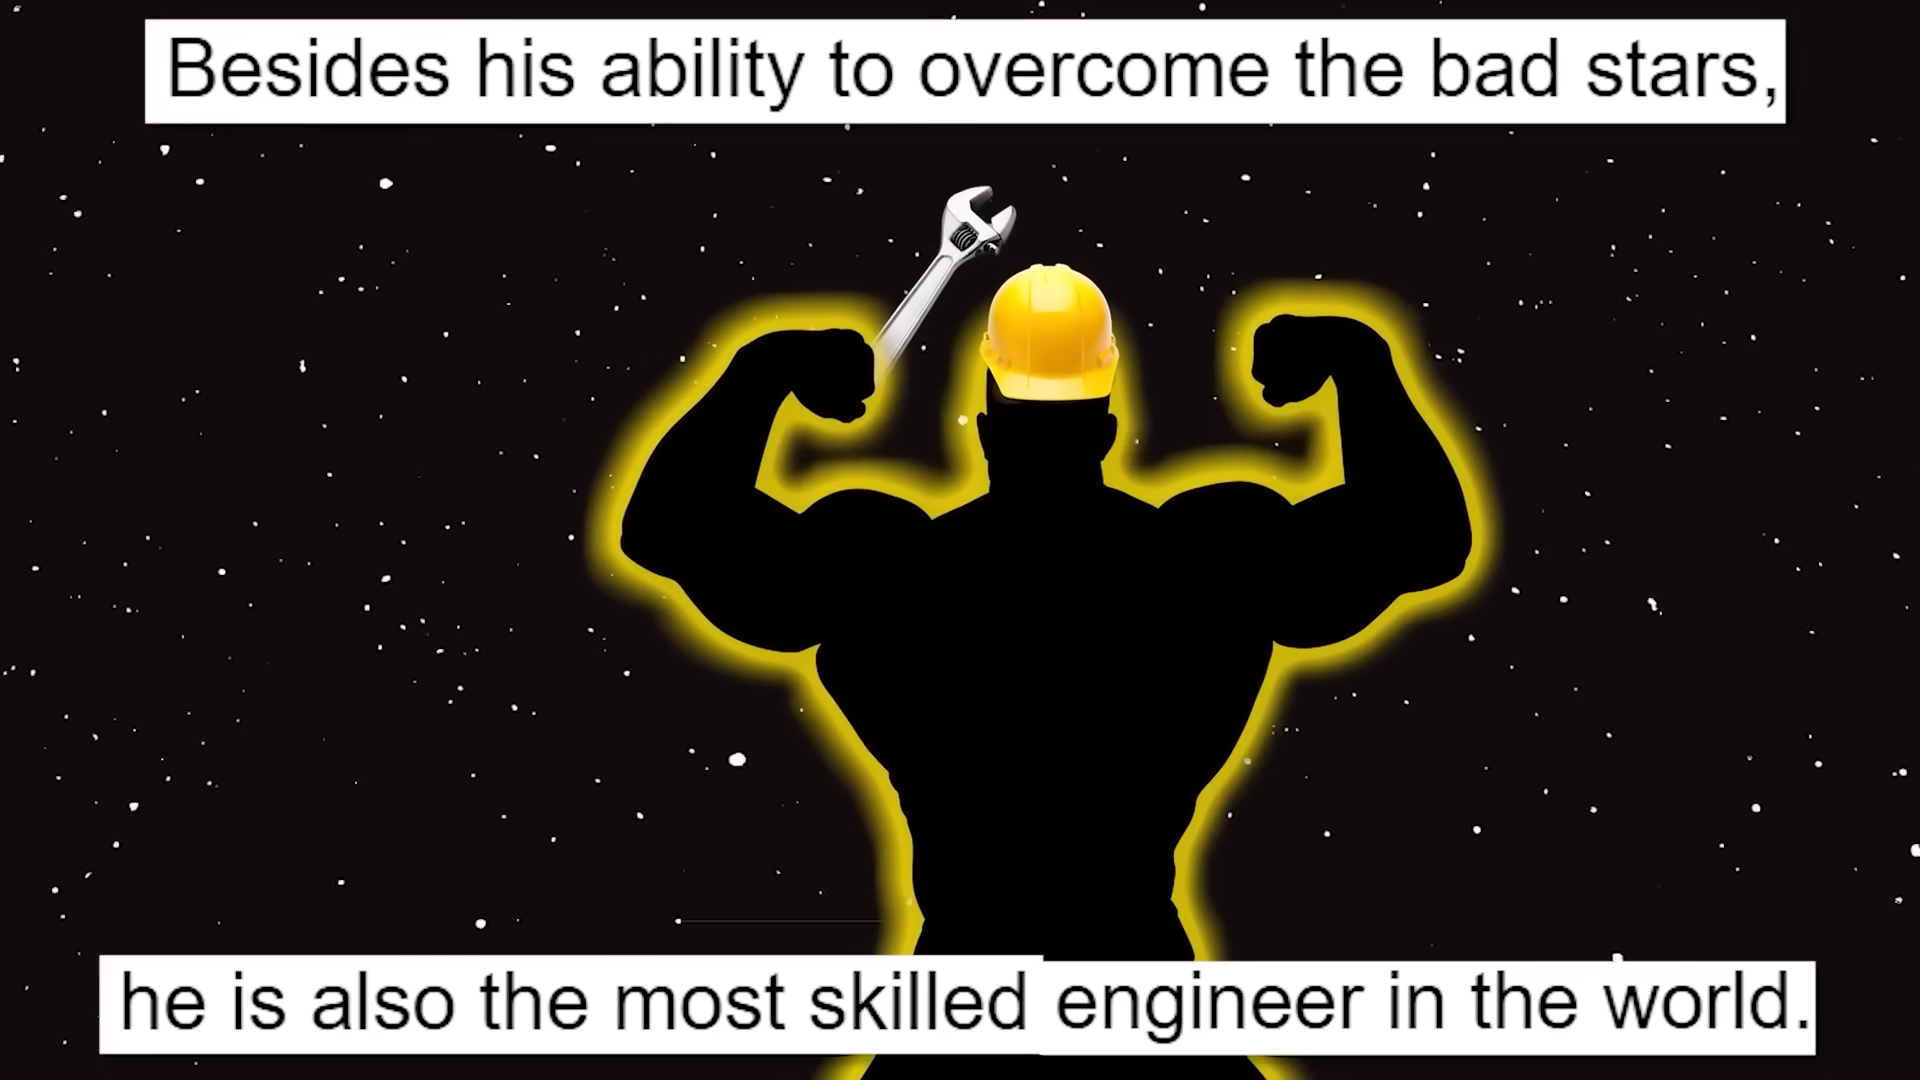 Besides his ability to overcome the bad stars,
he is also the most skilled engineer in the world.